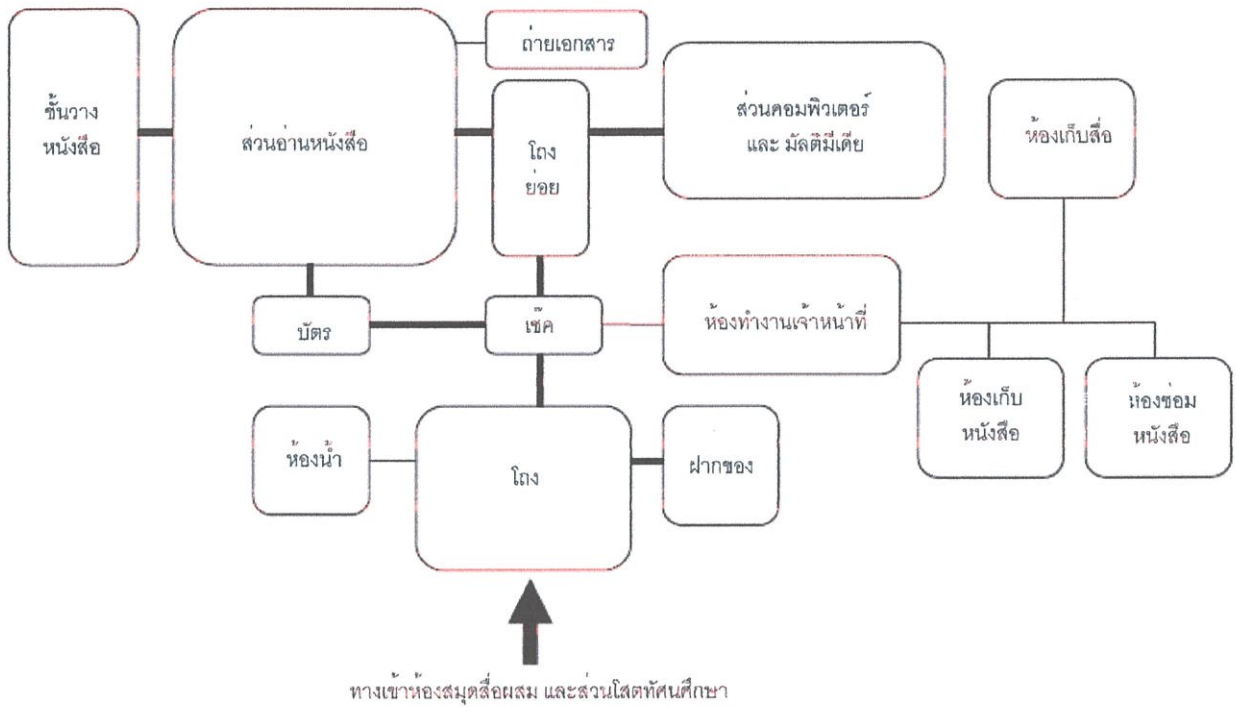 ถ่ายเอกสาร
ชั้นวาง
หนังสือ
ส่วนอ่านหนังสือ
โถง
ย่อย
ส่วนคอมพิวเตอร์
และ มัลติมีเดีย
ห้องเก็บสื่อ
บัตร
เช๊ค
ห้องทำงานเจ้าหน้าที่
ห้องเก็บ
หนังสือ
ห้องซ่อม
หนังสือ
ห้องน้ำ
โถง
ฝากของ
ทางเข้าห้องสมุดสื่อผสม และส่วนโสตทัศนศึกษา